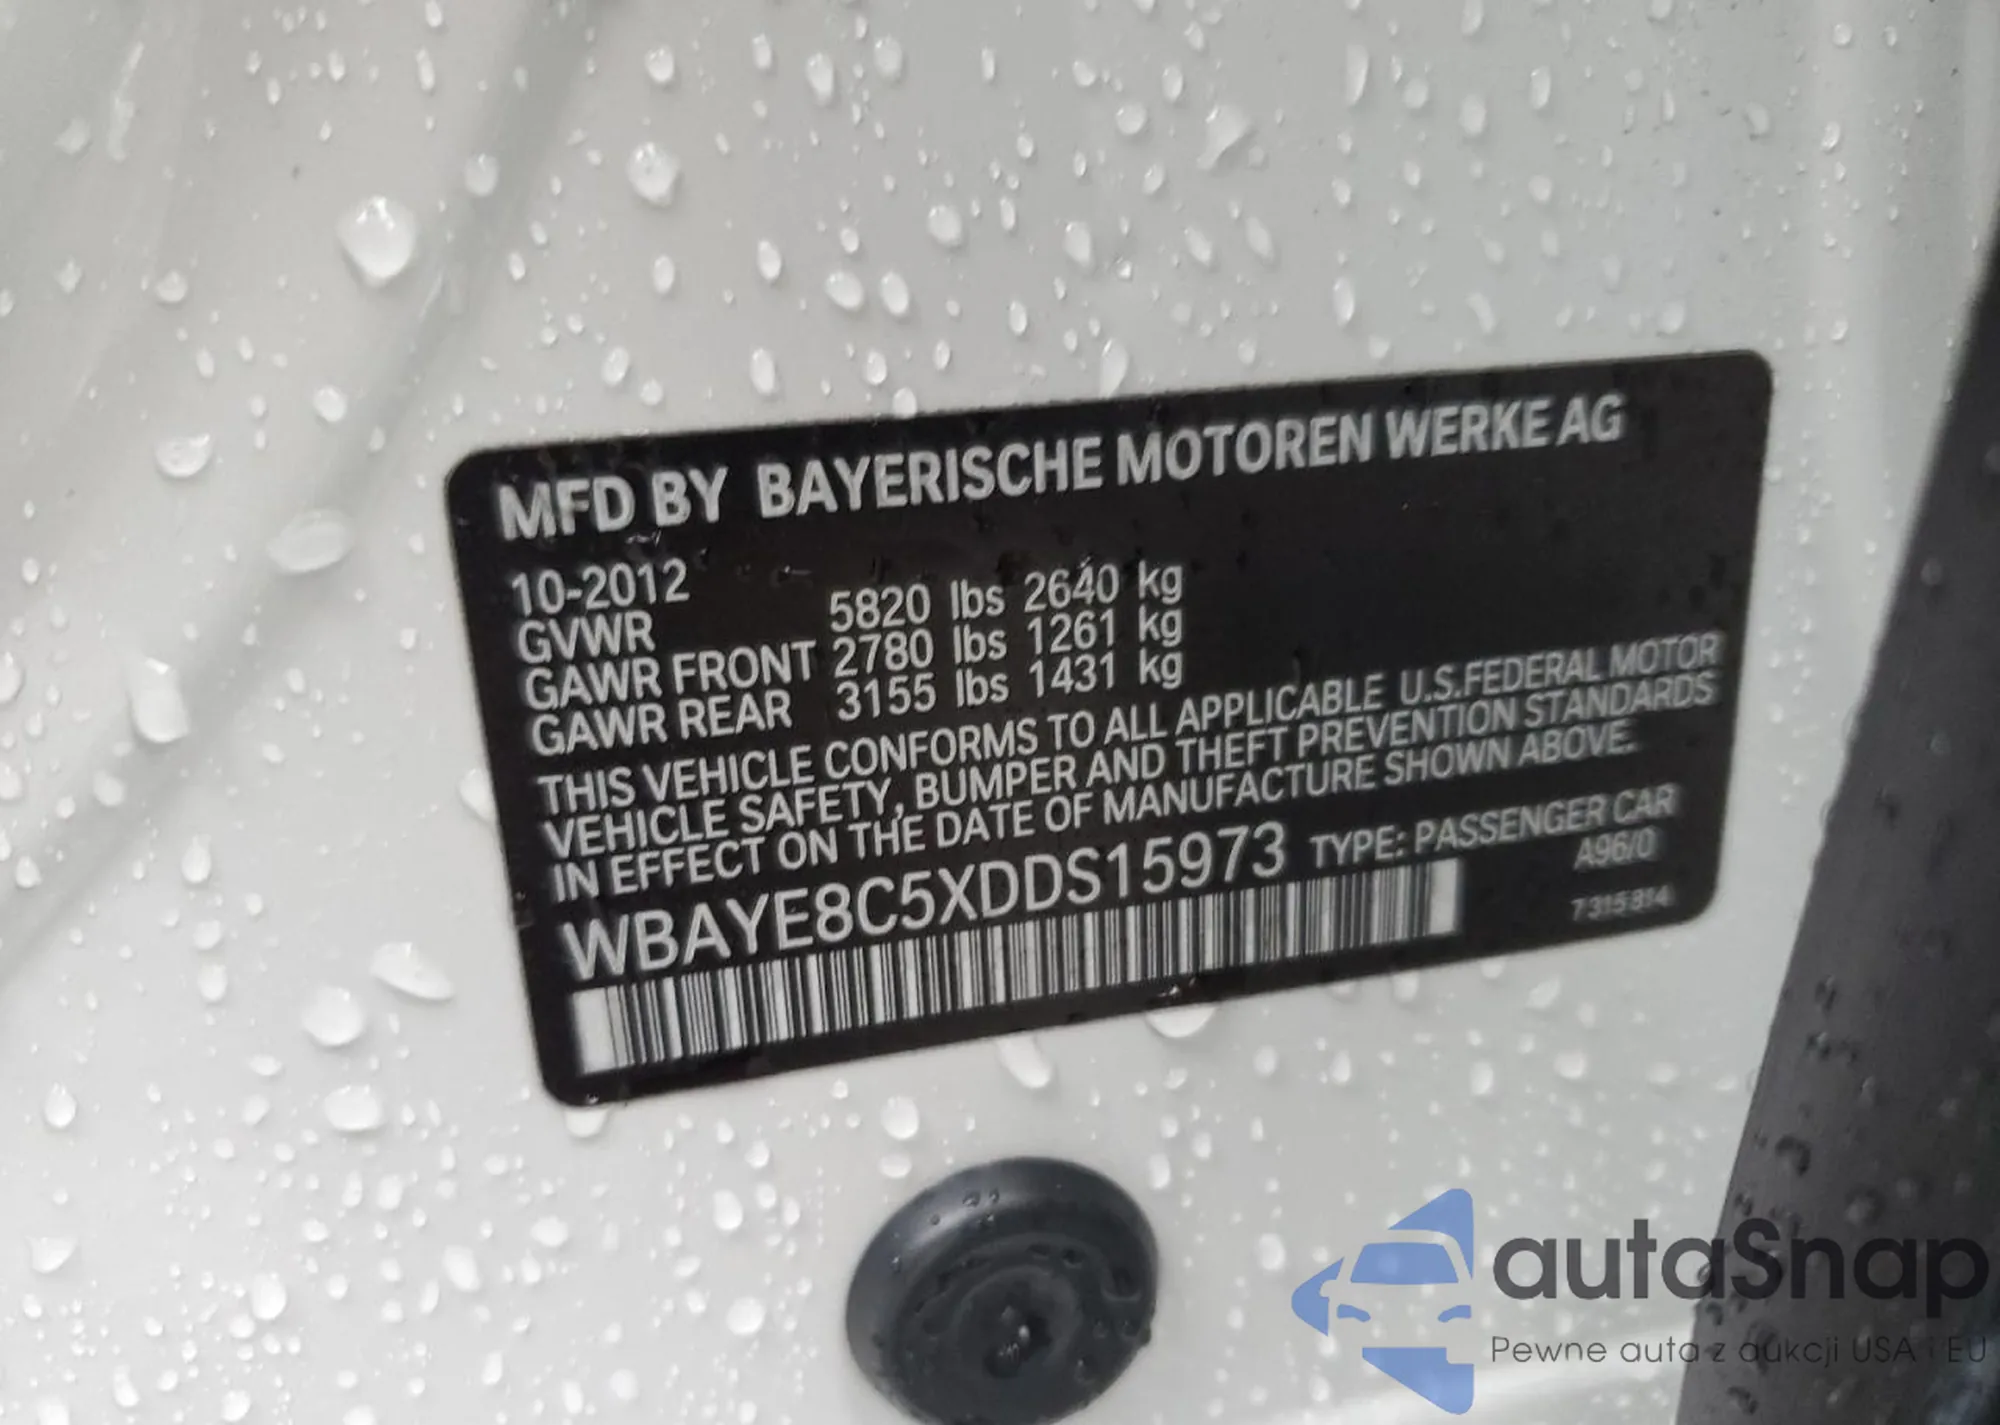 MFD BY BAYERISCHE MOTOREN WERKE AG
10-2012
GVWR 5820 lbs 2640 kg
GAWR FRONT 2780 lbs 1261 kg
GAWR REAR 3155 lbs 1431 kg
THIS VEHICLE CONFORMS TO ALL APPLICABLE U.S.FEDERAL MOTOR
VEHICLE SAFETY, BUMPER AND THEFT PREVENTION STANDARDS
IN EFFECT ON THE DATE OF MANUFACTURE SHOWN ABOVE.
WBAYE8C5XDDS15973 TYPE: PASSENGER CAR
A96/0
7 315 814
autaSnap
Pewne auta z aukcji USA i EU